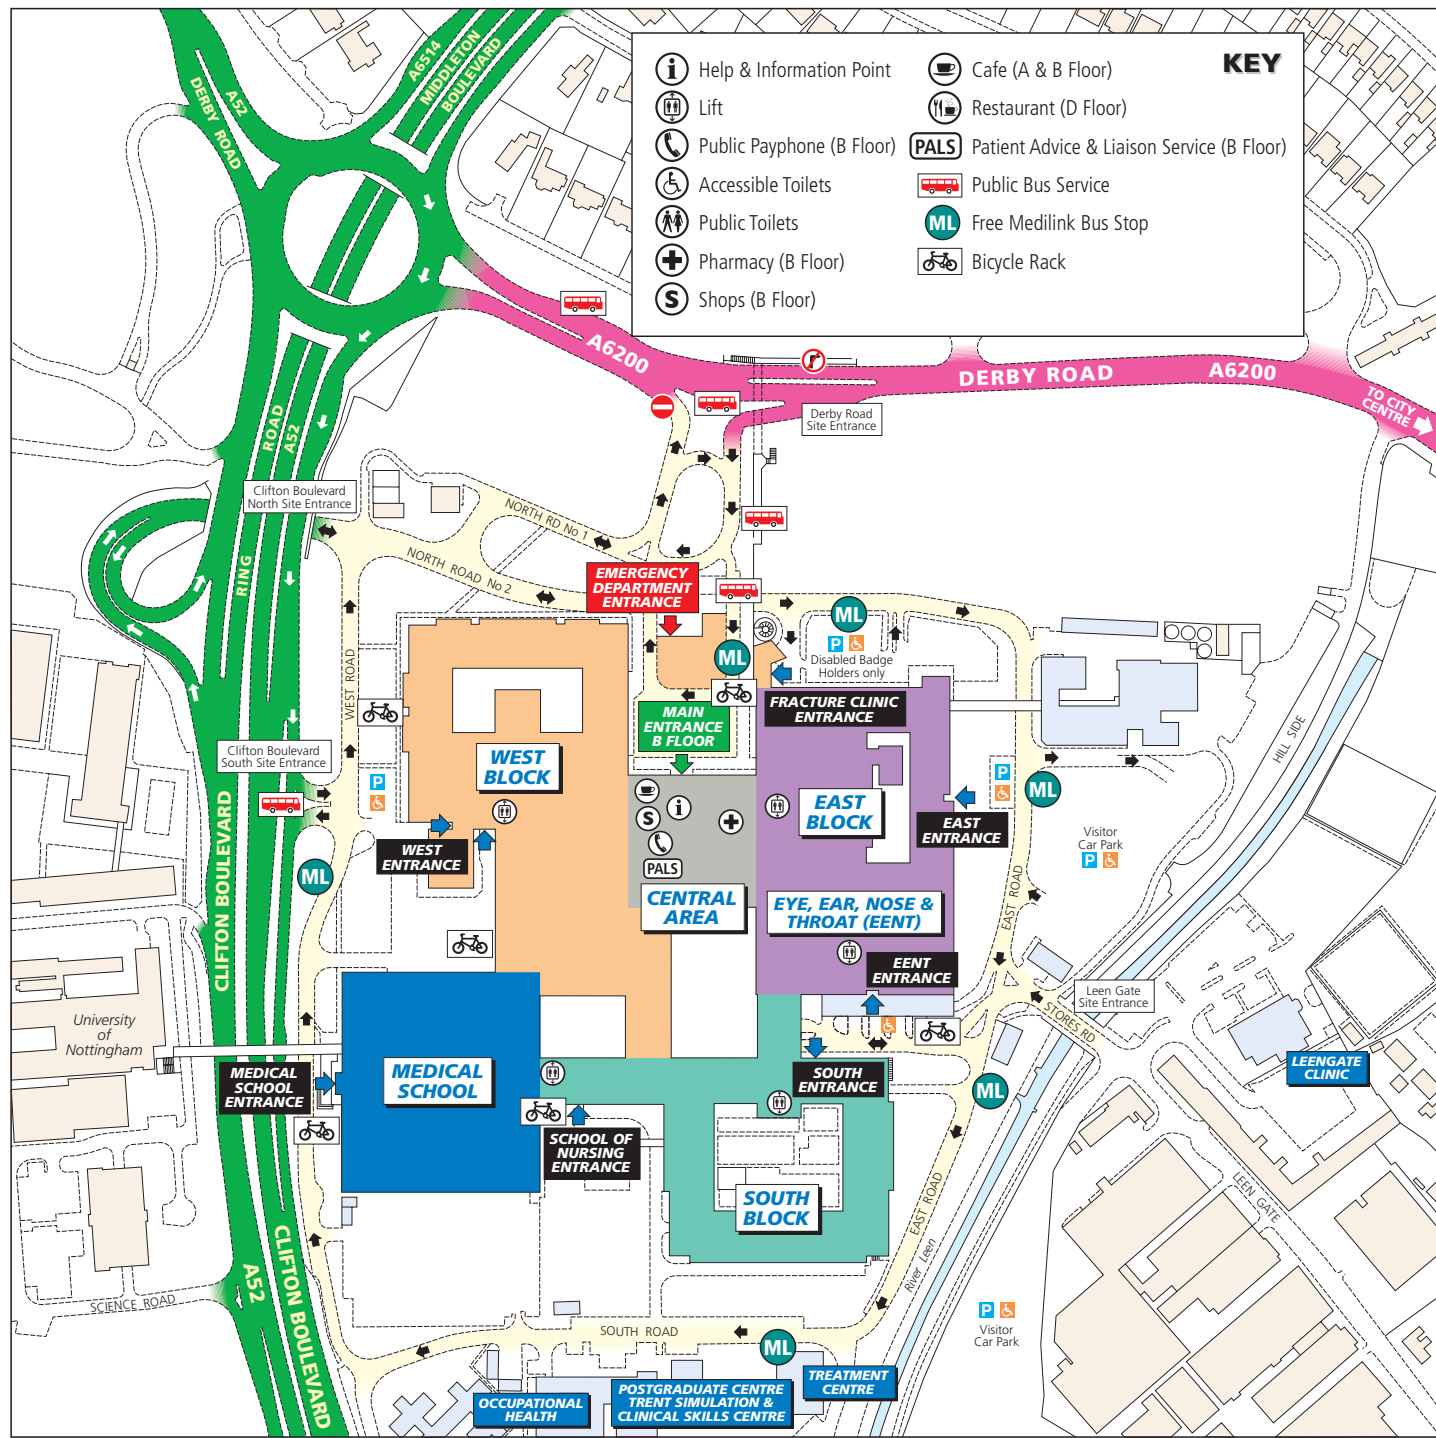 KEY
Help & Information Point
Lift
Public Payphone (B Floor)
Accessible Toilets
Public Toilets
Pharmacy (B Floor)
S
Shops (B Floor)
Cafe (A & B Floor)
Restaurant (D Floor)
PALS
Patient Advice & Liaison Service (B Floor)
Public Bus Service
ML
Free Medilink Bus Stop
Bicycle Rack
A52
DERBY ROAD
A6514
MIDDLETON
BOULEVARD
A6200
DERBY ROAD
A6200
TO CITY
CENTRE
Derby Road
Site Entrance
ROAD
A52
RING
Clifton Boulevard
North Site Entrance
NORTH RD No 1
NORTH ROAD No 2
EMERGENCY
DEPARTMENT
ENTRANCE
ML
ML
P
Disabled Badge
Holders only
WEST ROAD
MAIN
ENTRANCE
B FLOOR
FRACTURE CLINIC
ENTRANCE
HILL SIDE
Clifton Boulevard
South Site Entrance
P
WEST
BLOCK
i
S
PALS
EAST
BLOCK
P
ML
EAST
ENTRANCE
Visitor
Car Park
P
WEST
ENTRANCE
ML
CENTRAL
AREA
EYE, EAR, NOSE &
THROAT (EENT)
EAST ROAD
EENT
ENTRANCE
CLIFTON BOULEVARD
Leen Gate
Site Entrance
STORES RD
University
of
Nottingham
MEDICAL
SCHOOL
ENTRANCE
MEDICAL
SCHOOL
SOUTH
ENTRANCE
ML
LEENGATE
CLINIC
SCHOOL OF
NURSING
ENTRANCE
SOUTH
BLOCK
EAST ROAD
River Leen
LEEN GATE
A52
CLIFTON BOULEVARD
SCIENCE ROAD
SOUTH ROAD
ML
P
Visitor
Car Park
OCCUPATIONAL
HEALTH
POSTGRADUATE CENTRE
TRENT SIMULATION &
CLINICAL SKILLS CENTRE
TREATMENT
CENTRE